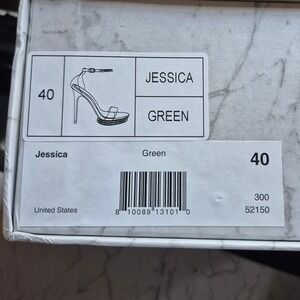 40
JESSICA
GREEN
Jessica Green 40
300
United States 52150
8 10089 13101 0